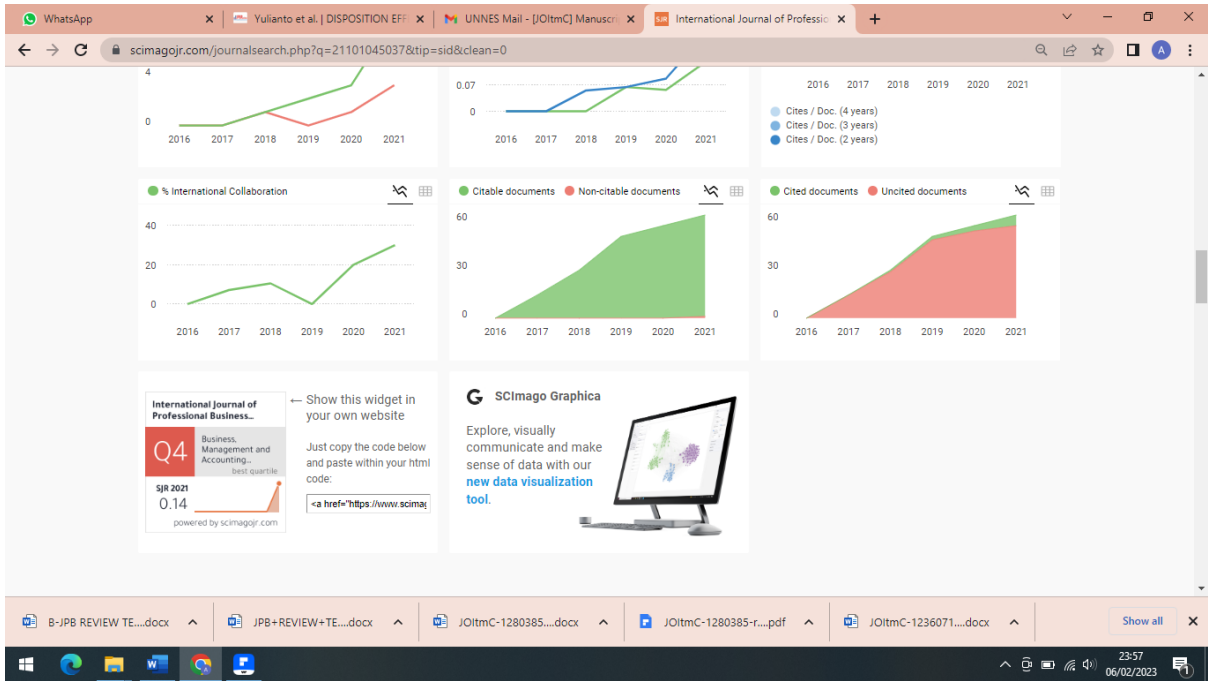 WhatsApp
Yulianto et al. | DISPOSITION EFF
UNNES Mail - [JOItmC] Manuscri
SJR International Journal of Professio
scimagojr.com/journalsearch.php?q=21101045037&tip=sid&clean=0
4
0
2016 2017 2018 2019 2020 2021
0.07
0
2016 2017 2018 2019 2020 2021
2016 2017 2018 2019 2020 2021
Cites / Doc. (4 years)
Cites / Doc. (3 years)
Cites / Doc. (2 years)
% International Collaboration
40
20
0
2016 2017 2018 2019 2020 2021
Citable documents Non-citable documents
60
30
0
2016 2017 2018 2019 2020 2021
Cited documents Uncited documents
60
30
0
2016 2017 2018 2019 2020 2021
International Journal of
Professional Business...
Q4
Business,
Management and
Accounting...
best quartile
SJR 2021
0.14
powered by scimagojr.com
← Show this widget in
your own website
Just copy the code below
and paste within your html
code:
<a href="https://www.scimag
SCImago Graphica
Explore, visually
communicate and make
sense of data with our
new data visualization
tool.
B-JPB REVIEW TE....docx
JPB+REVIEW+TE....docx
JOItmC-1280385....docx
JOItmC-1280385-r....pdf
JOItmC-1236071....docx
Show all
A
23:57
06/02/2023
1